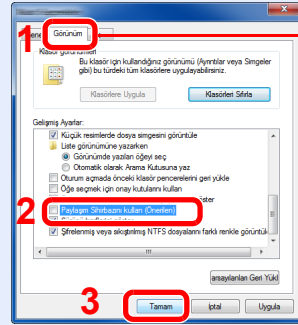 1
Görünüm
Klasör görünümleri
Bu klasör için kullandığınız görünümü (Ayrıntılar veya Simgeler
gibi) bu türdeki tüm klasörlere uygulayabilirsiniz.
Klasörlere Uygula
Klasörleri Sıfırla
Gelişmiş Ayarlar:
Küçük resimlerde dosya simgesini görüntüle
Liste görünümüne yazarken
Görünümde yazılan öğeyi seç
Otomatik olarak Arama Kutusuna yaz
Oturum açmada önceki klasör pencerelerini geri yükle
Öğe seçmek için onay kutularını kullan
öster
2
Paylaşım Sihirbazını kullan (Önerilen)
Şifrelenmiş veya sıkıştırılmış NTFS dosyalarını farklı renkle görüntül
arsayılanları Geri Yükl
3
Tamam
İptal
Uygula